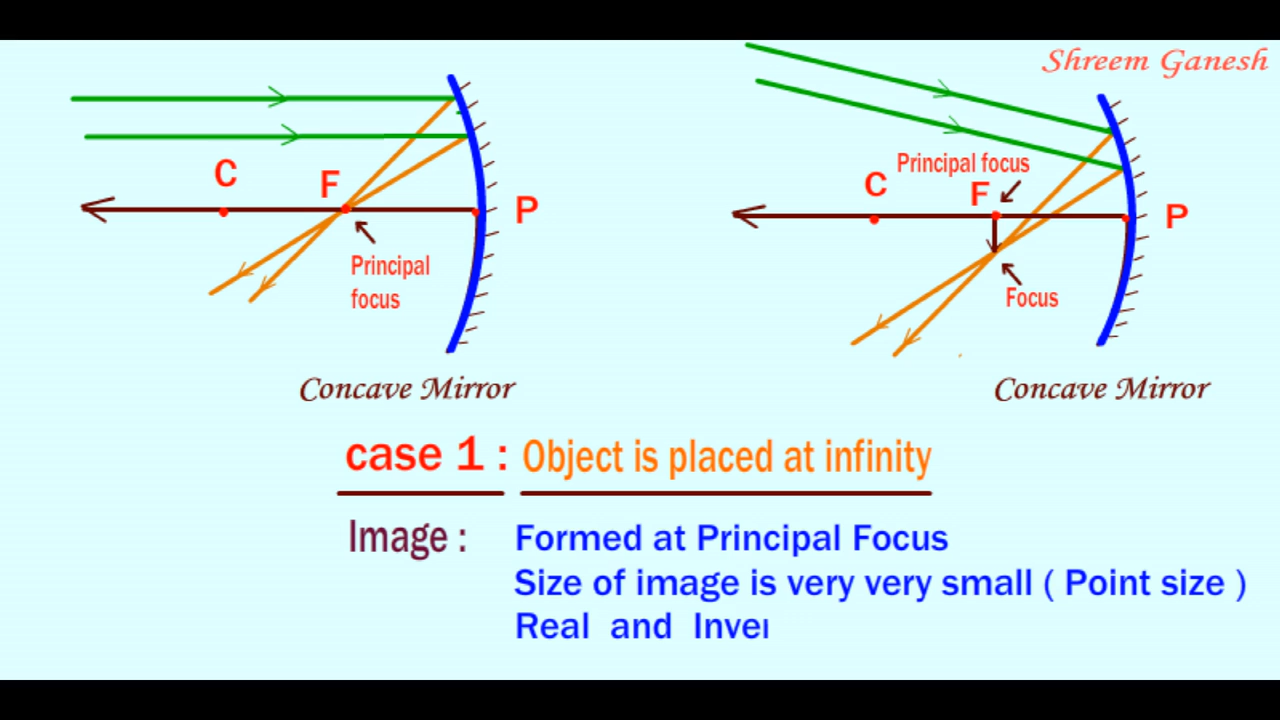 Shreem Ganesh
C
F
P
Principal
focus
Concave Mirror
Principal focus
C
F
P
Focus
Concave Mirror
case 1 : Object is placed at infinity
Image : Formed at Principal Focus
Size of image is very very small ( Point size )
Real and